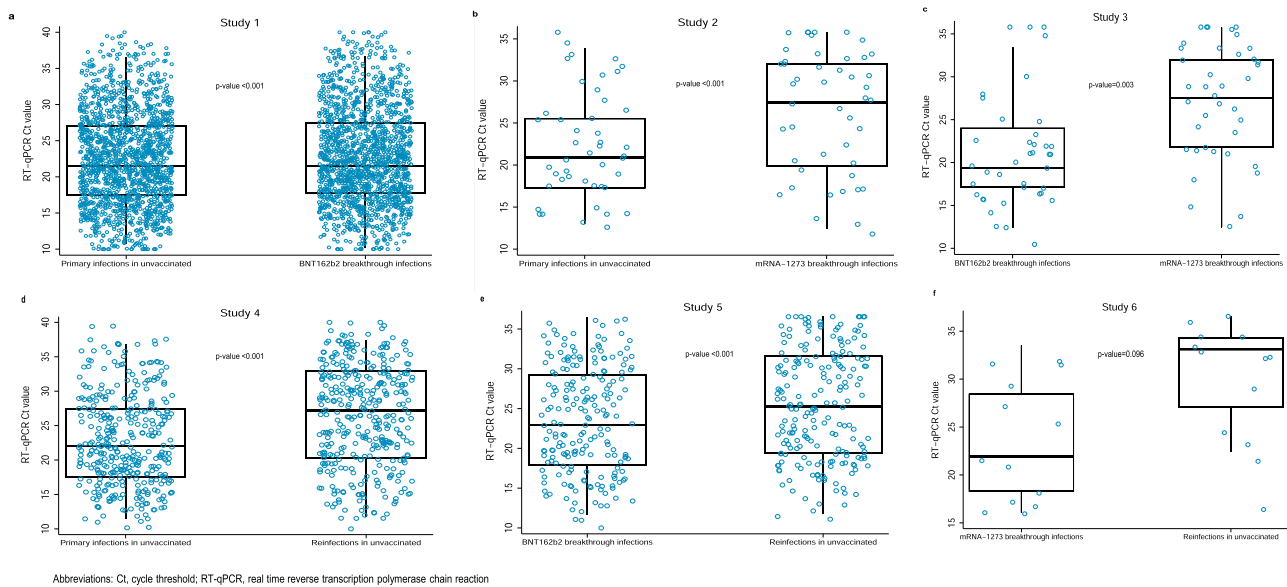 a
Study 1
RT−qPCR Ct value
40
35
30
25
20
15
10
p-value <0.001
Primary infections in unvaccinated
BNT162b2 breakthrough infections
b
Study 2
RT−qPCR Ct value
35
30
25
20
15
10
p-value <0.001
Primary infections in unvaccinated
mRNA−1273 breakthrough infections
c
Study 3
RT−qPCR Ct value
35
30
25
20
15
10
p-value=0.003
BNT162b2 breakthrough infections
mRNA−1273 breakthrough infections
d
Study 4
RT−qPCR Ct value
40
35
30
25
20
15
10
p-value <0.001
Primary infections in unvaccinated
Reinfections in unvaccinated
e
Study 5
RT−qPCR Ct value
35
30
25
20
15
10
p-value <0.001
BNT162b2 breakthrough infections
Reinfections in unvaccinated
f
Study 6
RT−qPCR Ct value
35
30
25
20
15
p-value=0.096
mRNA−1273 breakthrough infections
Reinfections in unvaccinated
Abbreviations: Ct, cycle threshold; RT-qPCR, real time reverse transcription polymerase chain reaction